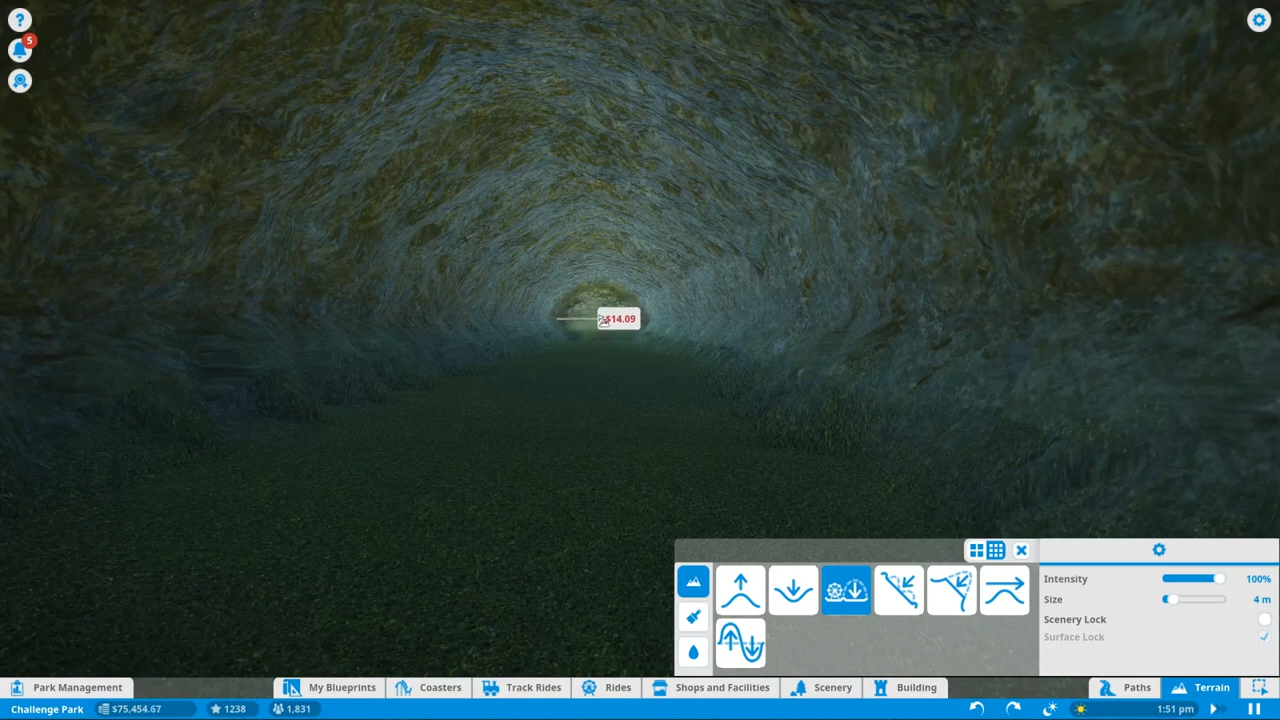 ?
5
$14.09
Intensity 100%
Size 4 m
Scenery Lock
Surface Lock
Park Management
My Blueprints
Coasters
Track Rides
Rides
Shops and Facilities
Scenery
Building
Paths
Terrain
Challenge Park
$75,454.67
1238
1,831
1:51 pm